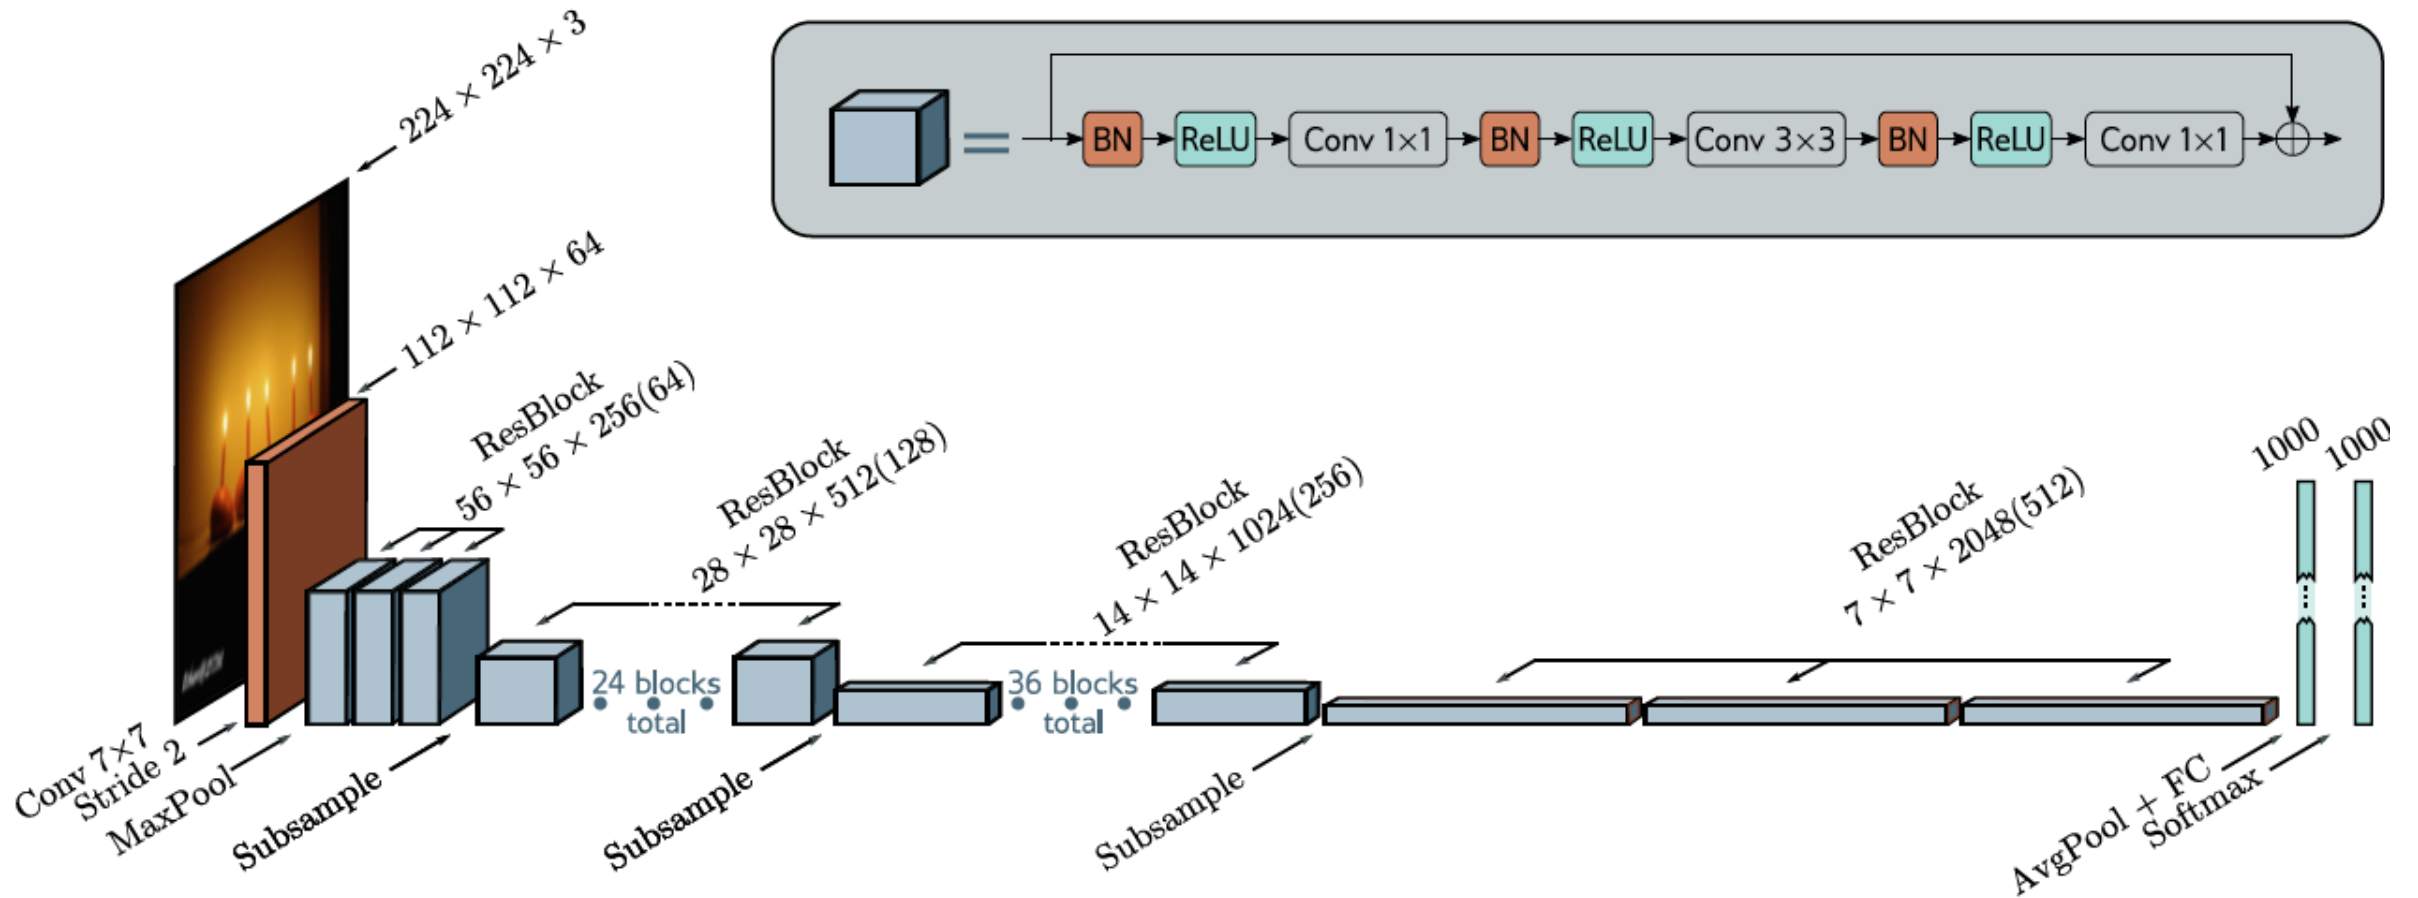 224 × 224 × 3
BN
ReLU
Conv 1×1
BN
ReLU
Conv 3×3
BN
ReLU
Conv 1×1
112 × 112 × 64
ResBlock
56 × 56 × 256(64)
ResBlock
28 × 28 × 512(128)
ResBlock
14 × 14 × 1024(256)
ResBlock
7 × 7 × 2048(512)
1000
1000
24 blocks
total
36 blocks
total
Conv 7×7
Stride 2
MaxPool
Subsample
Subsample
Subsample
AvgPool + FC
Softmax